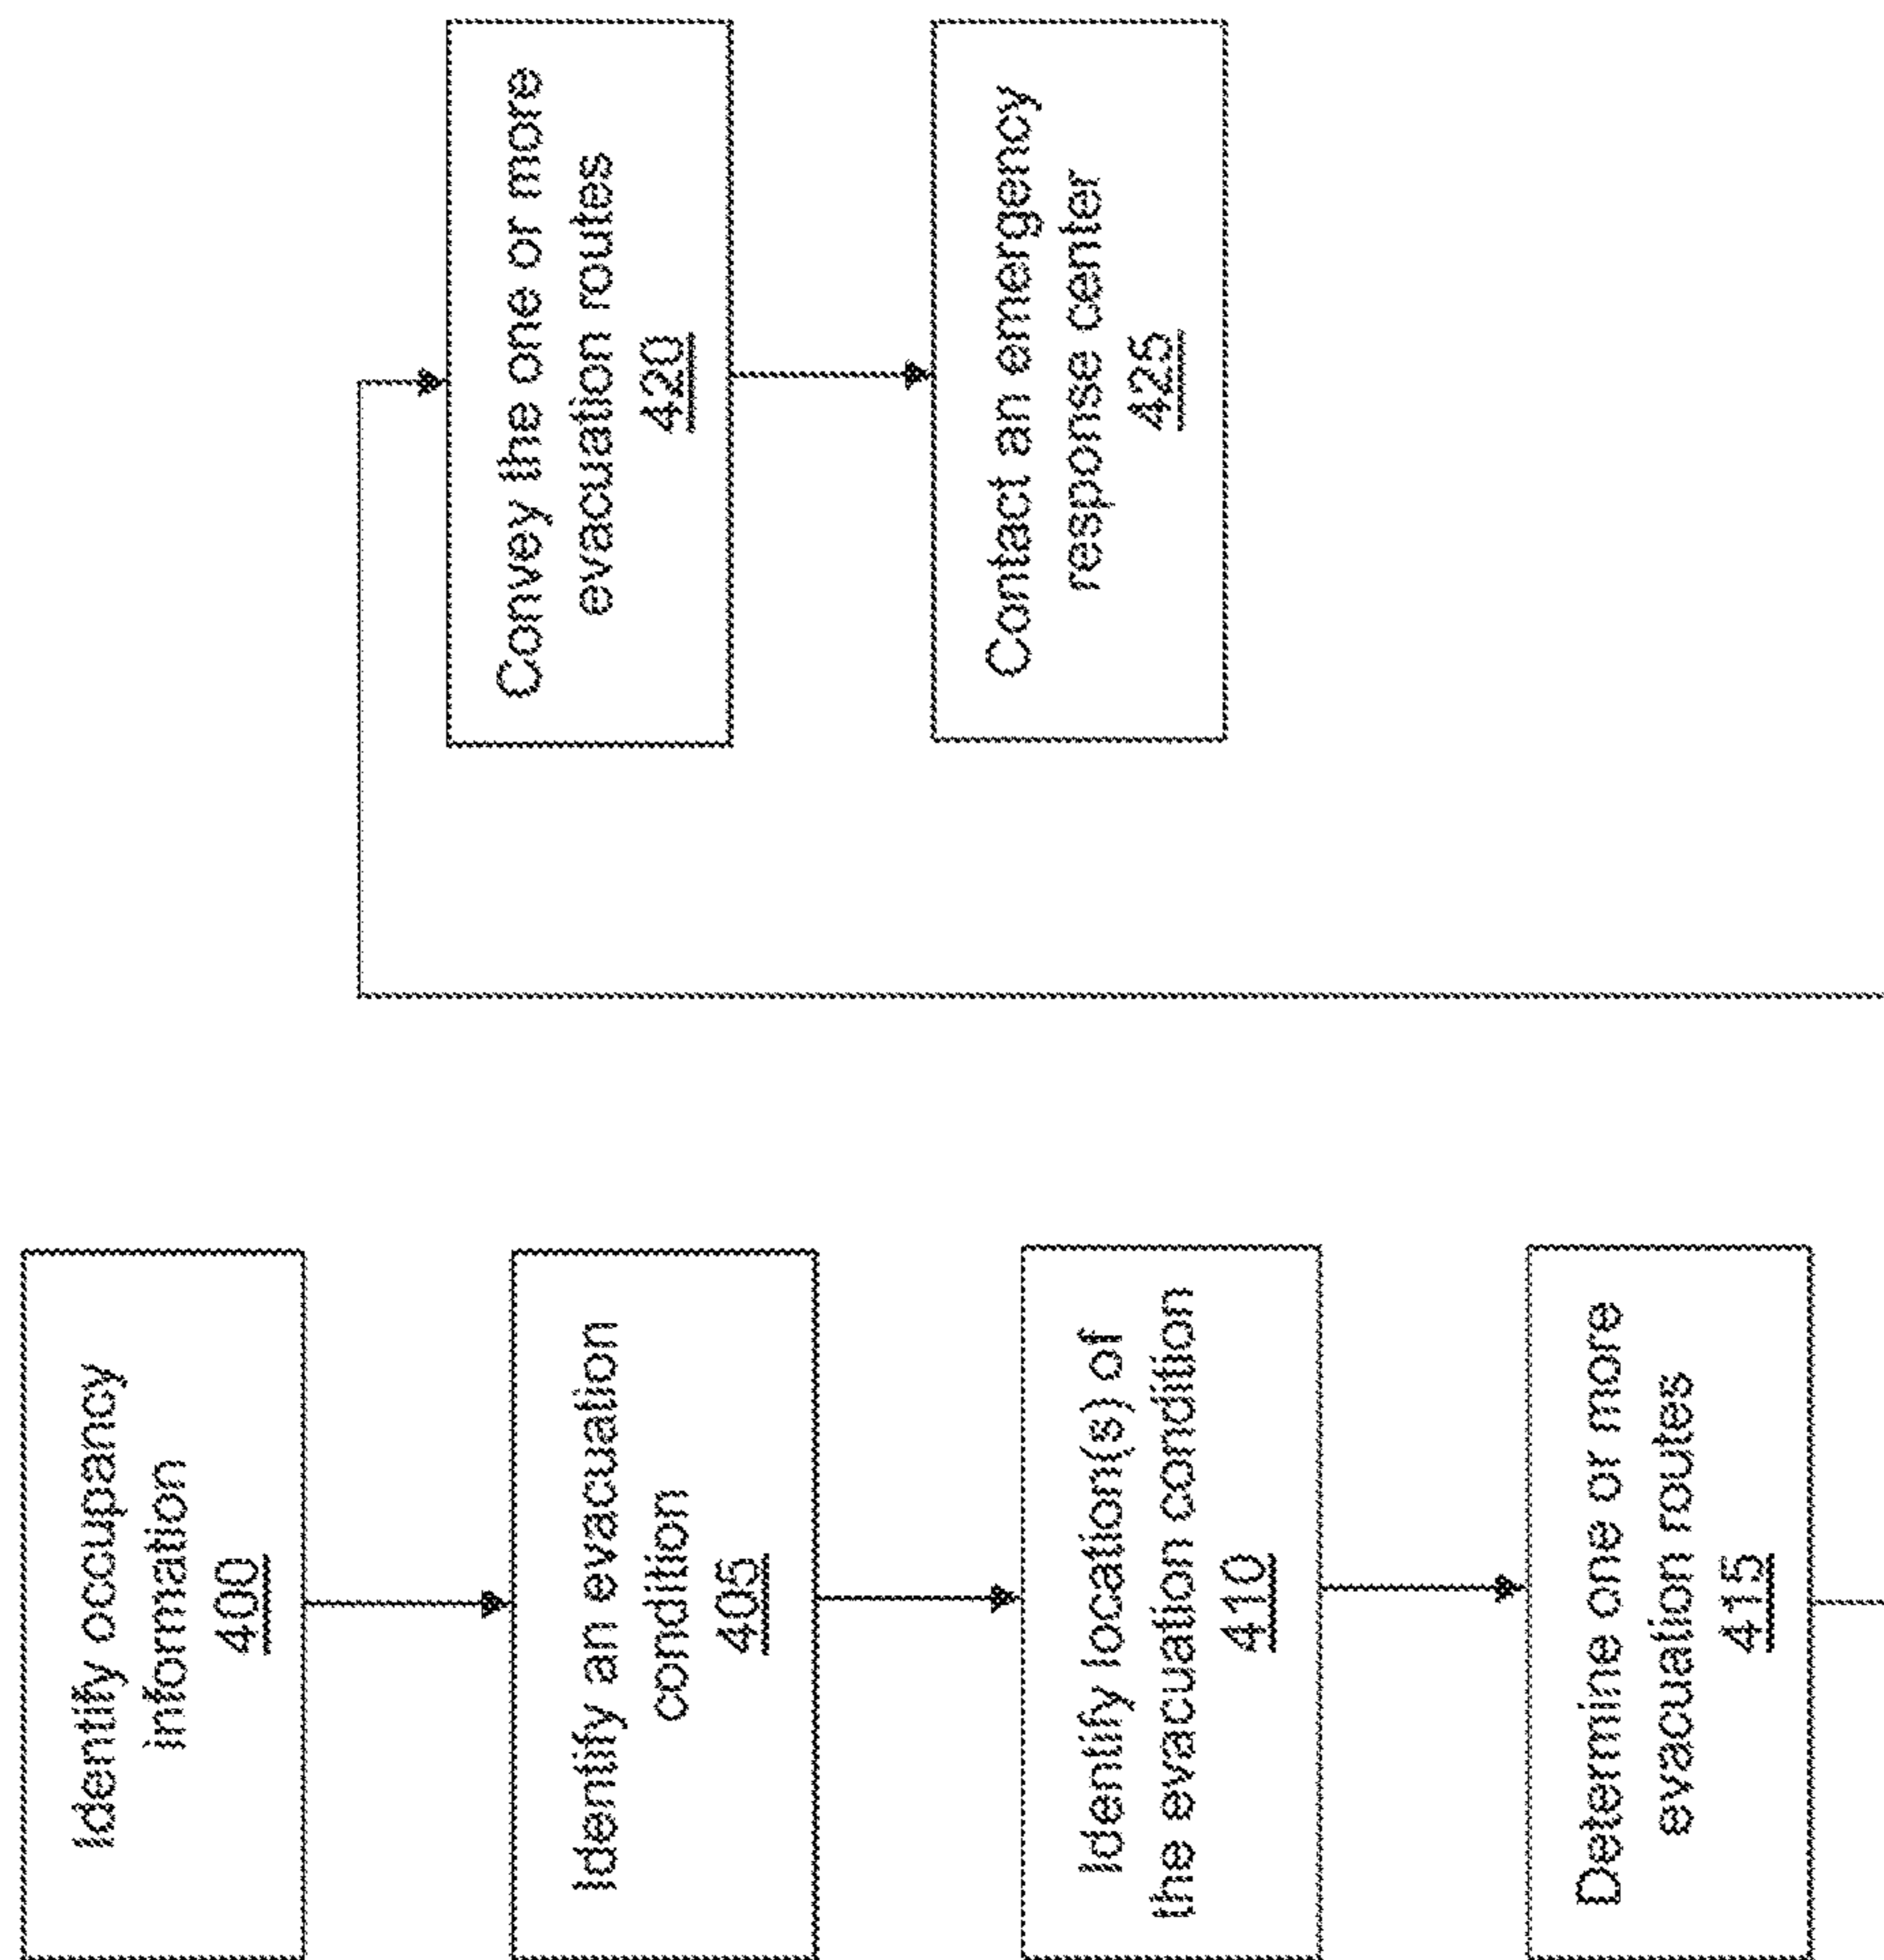 Identify occupancy
information
400
Identify an evacuation
condition
405
Identify location(s) of
the evacuation condition
410
Determine one or more
evacuation routes
415
Convey the one or more
evacuation routes
420
Contact an emergency
response center
425